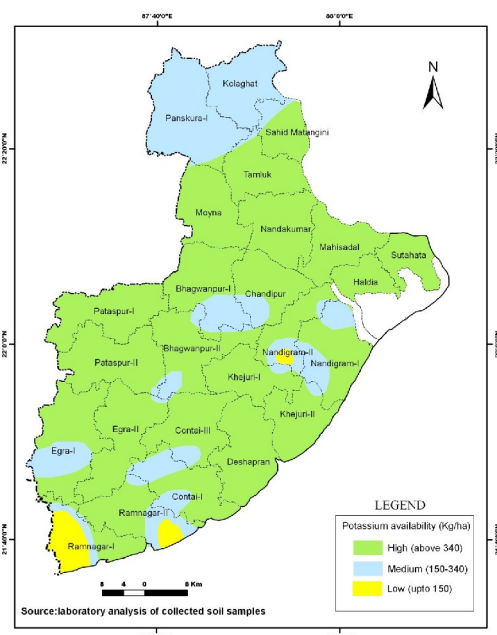 87°40'0"E
88°0'0"E
N
Kolaghat
Panskura-I
Sahid Matangini
22°20'0"N
Tamluk
Moyna
Nandakumar
Mahisadal
Sutahata
Haldia
Bhagwanpur-I
Chandipur
Pataspur-I
22°0'0"N
Bhagwanpur-II
Nandigram-II
Pataspur-II
Nandigram-I
Khejuri-I
Khejuri-II
Egra-II
Contai-III
Egra-I
Deshapran
Contai-I
Ramnagar-II
Ramnagar-I
21°40'0"N
LEGEND
Potassium availability (Kg/ha)
High (above 340)
Medium (150-340)
Low (upto 150)
8 4 0 8 Km
Source:laboratory analysis of collected soil samples